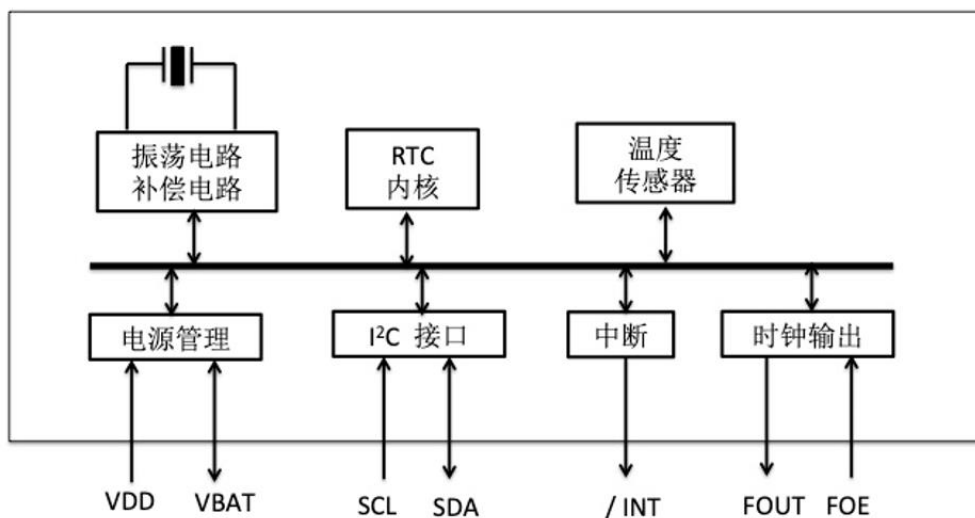 振荡电路
补偿电路
RTC
内核
温度
传感器
电源管理
I²C 接口
中断
时钟输出
VDD
VBAT
SCL
SDA
/ INT
FOUT
FOE